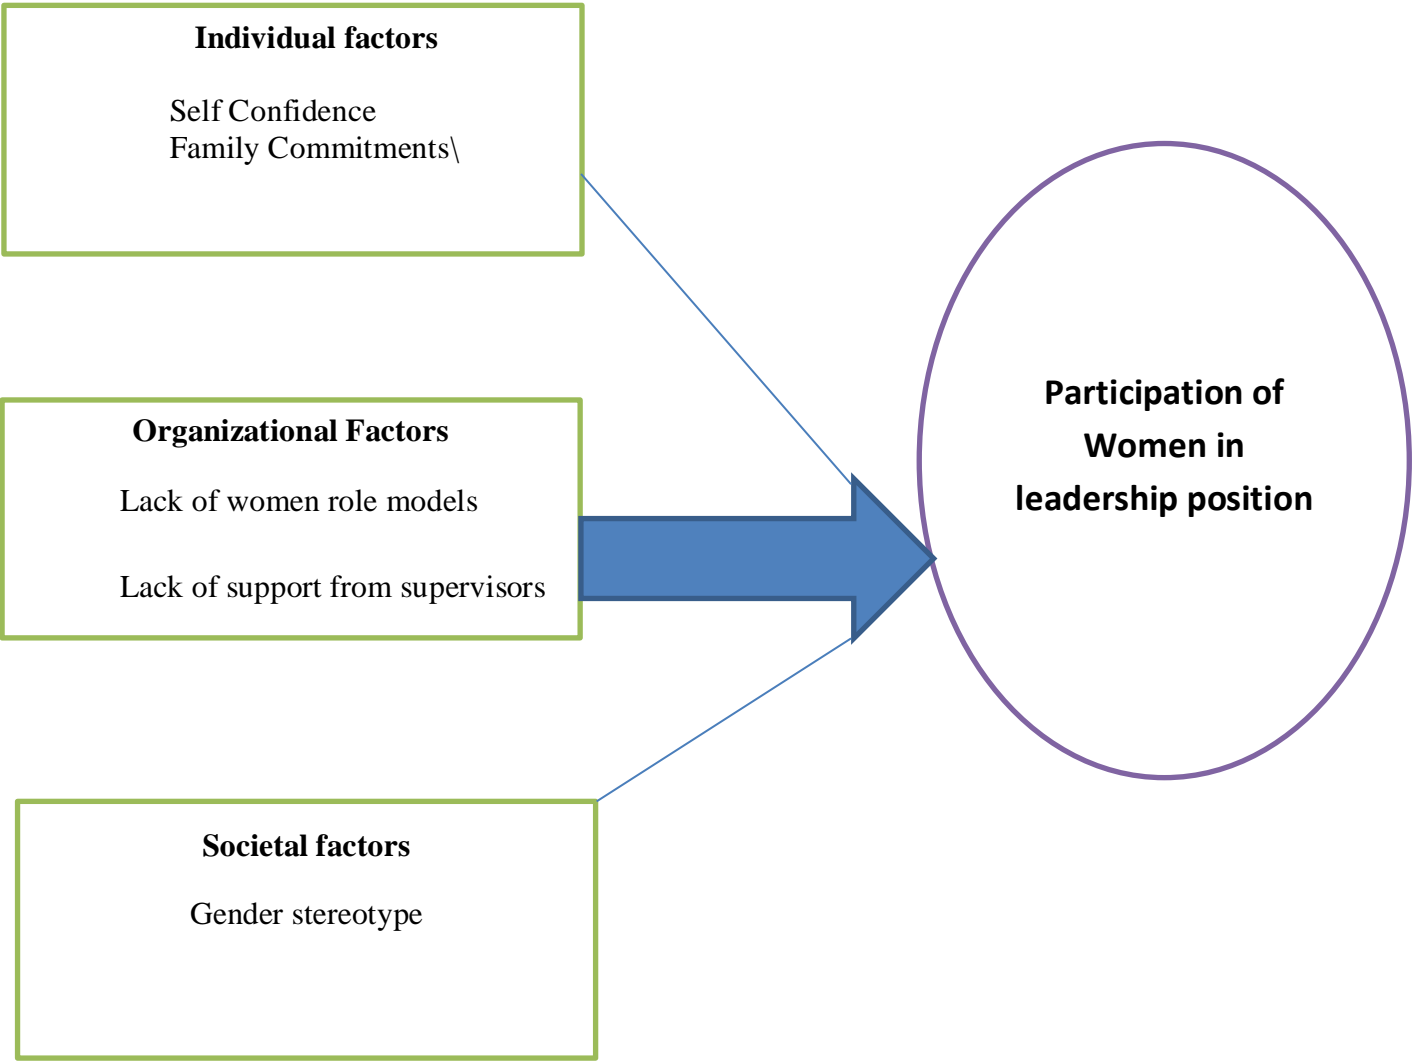 Individual factors
Self Confidence
Family Commitments\
Organizational Factors
Lack of women role models
Lack of support from supervisors
Societal factors
Gender stereotype
Participation of
Women in
leadership position